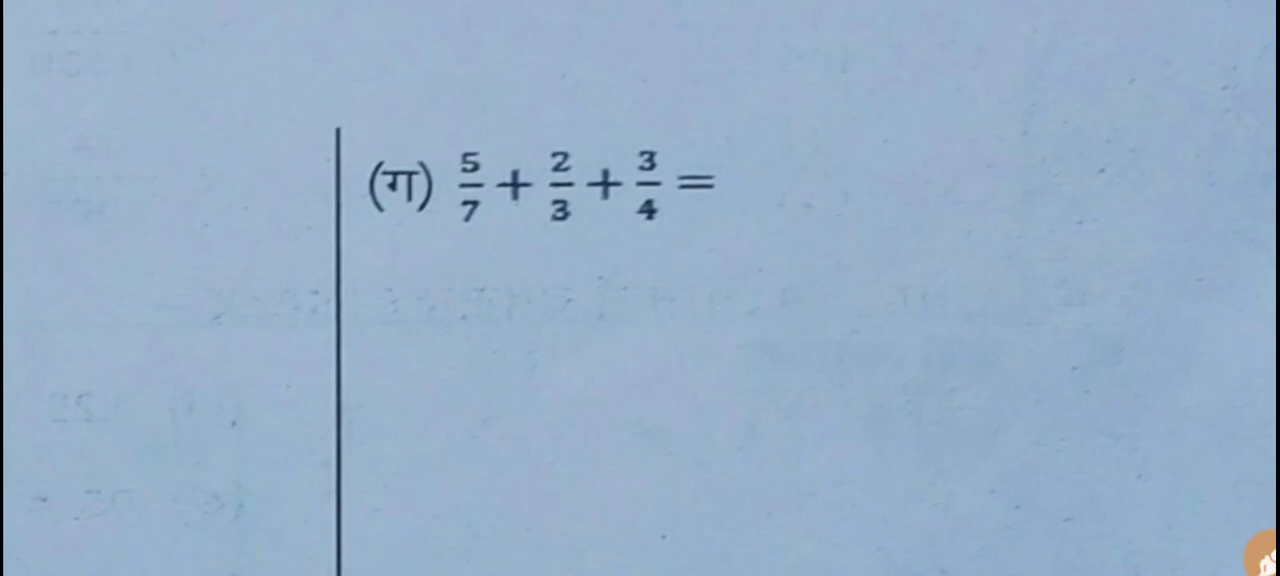 (ग) 5/7 + 2/3 + 3/4 =